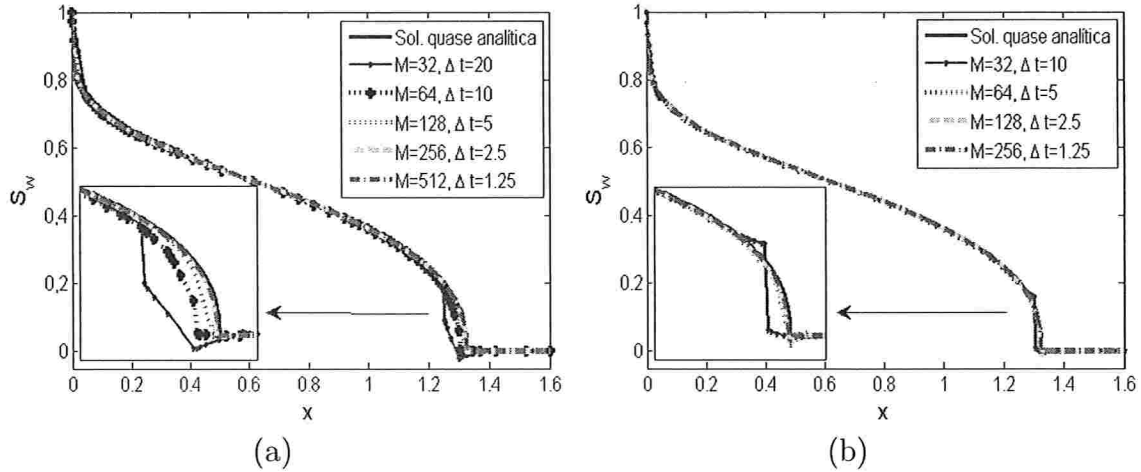 1
0,8
0,6
0,4
0,2
0
S_w
Sol. quase analítica
M=32, Δ t=20
M=64, Δ t=10
M=128, Δ t=5
M=256, Δ t=2.5
M=512, Δ t=1.25
0
0.2
0.4
0.6
0.8
1
1.2
1.4
1.6
x
(a)
1
0,8
0,6
0,4
0,2
0
S_w
Sol. quase analítica
M=32, Δ t=10
M=64, Δ t=5
M=128, Δ t=2.5
M=256, Δ t=1.25
0
0.2
0.4
0.6
0.8
1
1.2
1.4
1.6
x
(b)